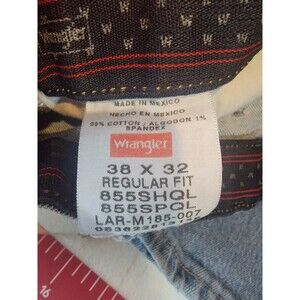 MADE IN MEXICO
HECHO EN MEXICO
99% COTTON / ALGODON 1%
SPANDEX
Wrangler
38 X 32
REGULAR FIT
855SHQL
855SPQL
LAR-M185-007
16